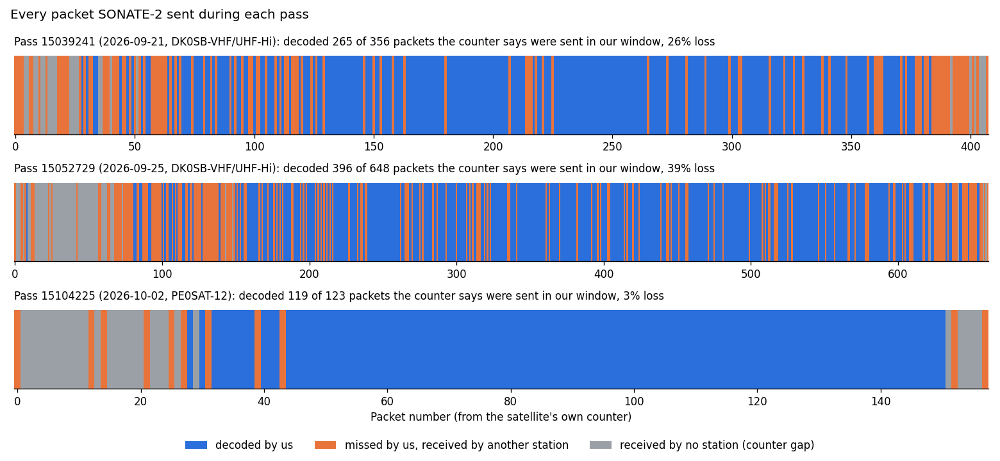 Every packet SONATE-2 sent during each pass
Pass 15039241 (2026-09-21, DK0SB-VHF/UHF-Hi): decoded 265 of 356 packets the counter says were sent in our window, 26% loss
0 50 100 150 200 250 300 350 400
Pass 15052729 (2026-09-25, DK0SB-VHF/UHF-Hi): decoded 396 of 648 packets the counter says were sent in our window, 39% loss
0 100 200 300 400 500 600
Pass 15104225 (2026-10-02, PE0SAT-12): decoded 119 of 123 packets the counter says were sent in our window, 3% loss
0 20 40 60 80 100 120 140
Packet number (from the satellite's own counter)
decoded by us missed by us, received by another station received by no station (counter gap)